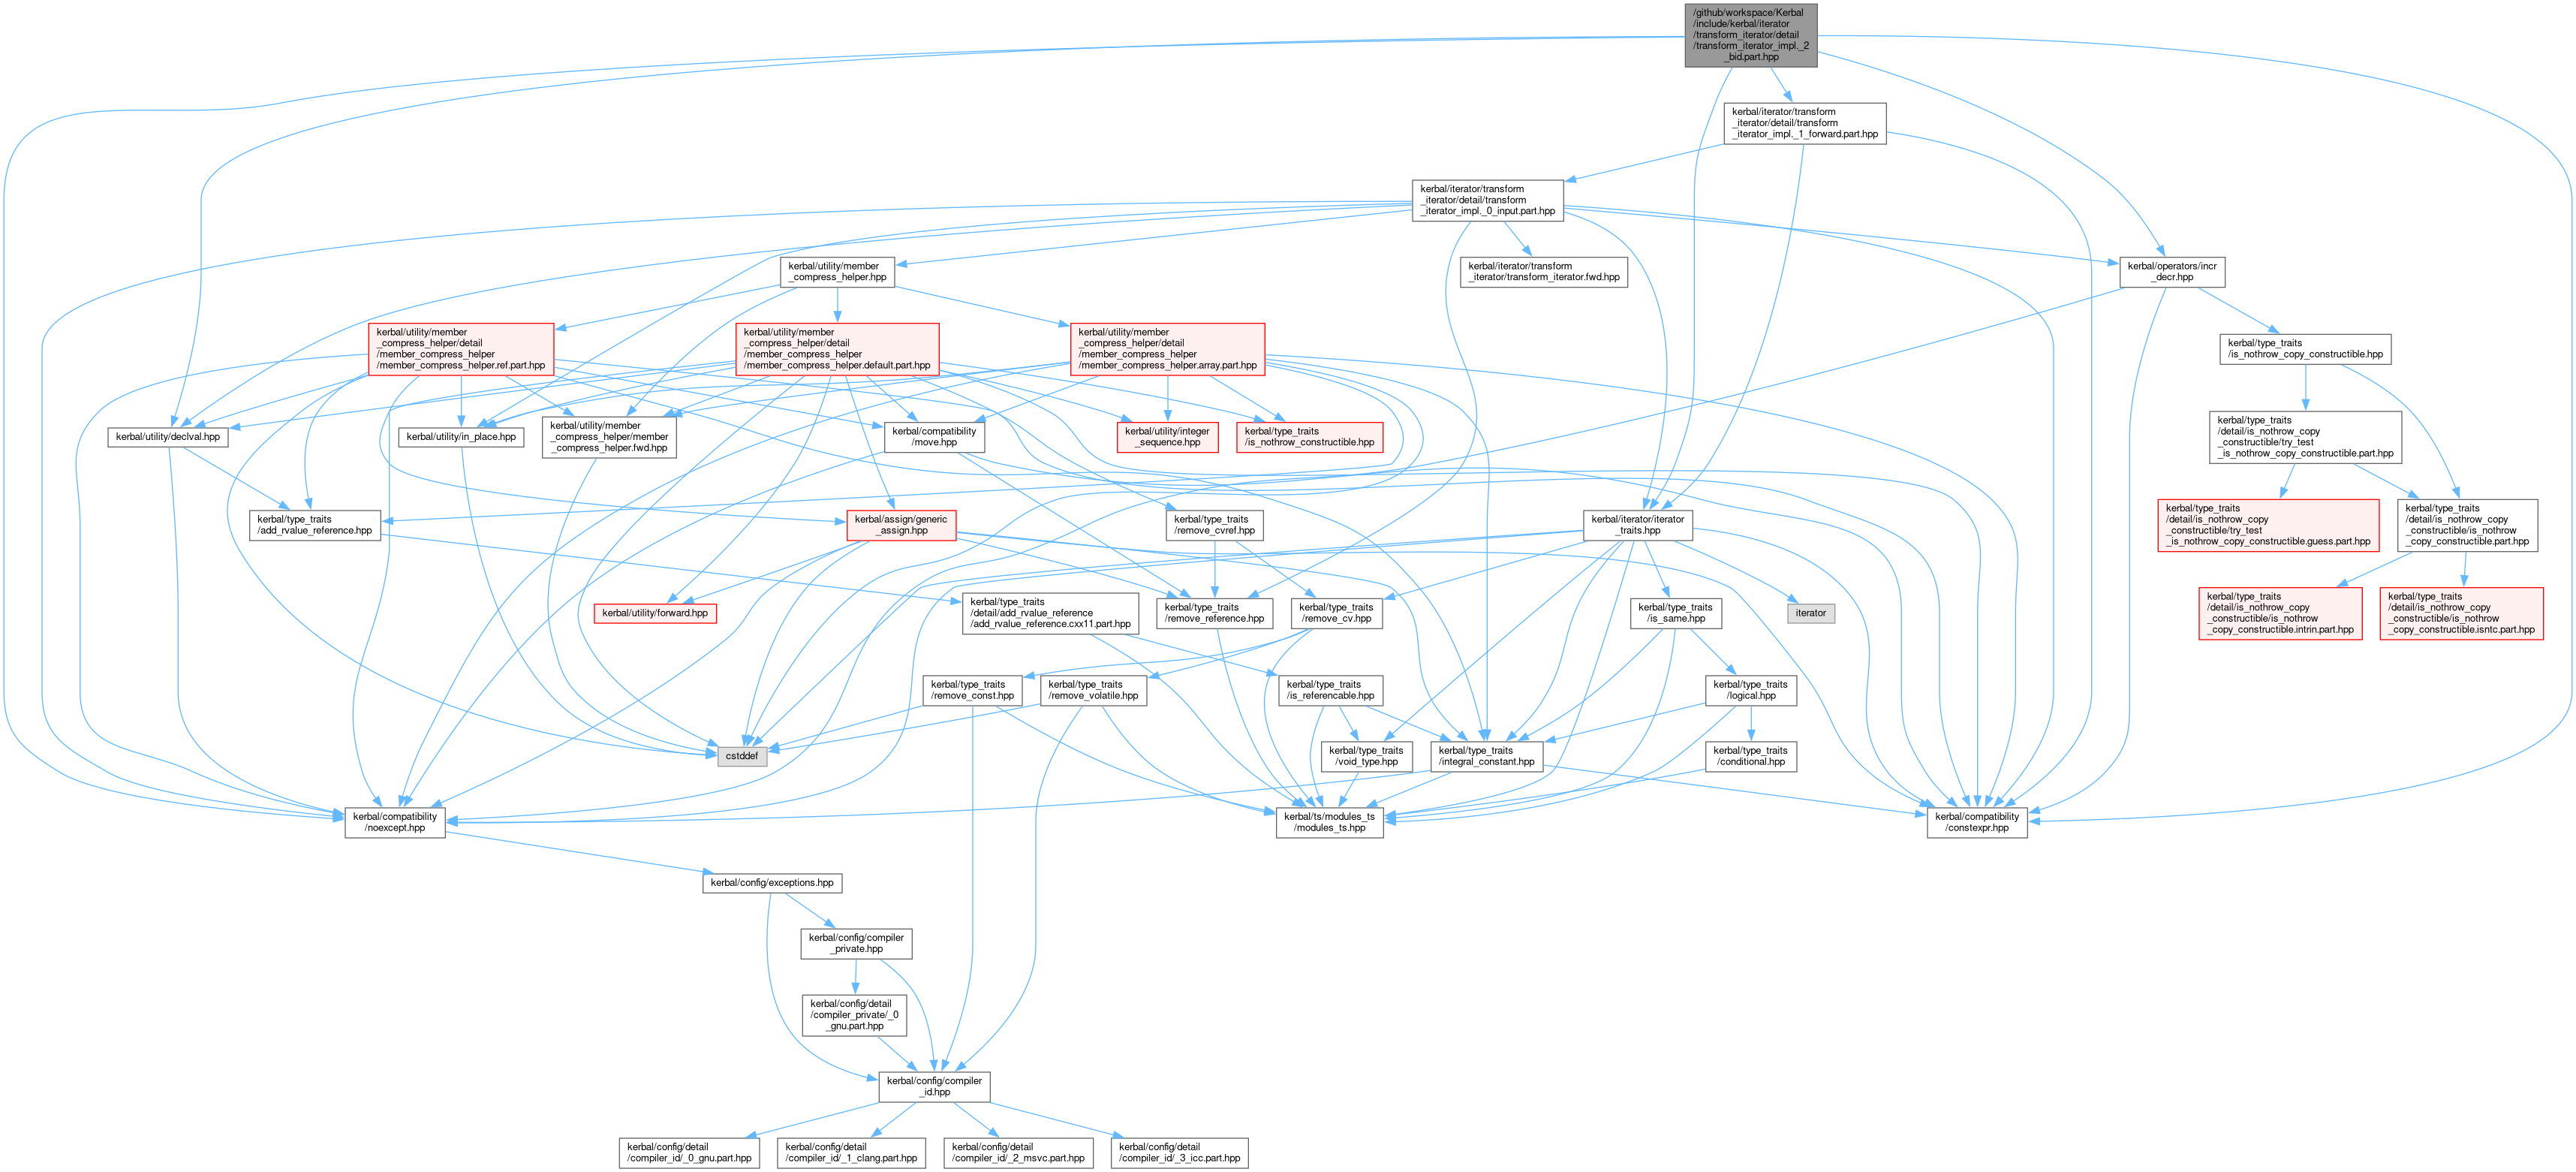 /github/workspace/Kerbal
/include/kerbal/iterator
/transform_iterator/detail
/transform_iterator_impl._2
_bid.part.hpp
kerbal/iterator/transform
_iterator/detail/transform
_iterator_impl._1_forward.part.hpp
kerbal/iterator/transform
_iterator/detail/transform
_iterator_impl._0_input.part.hpp
kerbal/utility/member
_compress_helper.hpp
kerbal/iterator/transform
_iterator/transform_iterator.fwd.hpp
kerbal/operators/incr
_decr.hpp
kerbal/utility/member
_compress_helper/detail
/member_compress_helper
/member_compress_helper.ref.part.hpp
kerbal/utility/member
_compress_helper/detail
/member_compress_helper
/member_compress_helper.default.part.hpp
kerbal/utility/member
_compress_helper/detail
/member_compress_helper
/member_compress_helper.array.part.hpp
kerbal/type_traits
/is_nothrow_copy_constructible.hpp
kerbal/utility/declval.hpp
kerbal/utility/in_place.hpp
kerbal/utility/member
_compress_helper/member
_compress_helper.fwd.hpp
kerbal/compatibility
/move.hpp
kerbal/utility/integer
_sequence.hpp
kerbal/type_traits
/is_nothrow_constructible.hpp
kerbal/type_traits
/detail/is_nothrow_copy
_constructible/try_test
_is_nothrow_copy_constructible.part.hpp
kerbal/type_traits
/add_rvalue_reference.hpp
kerbal/assign/generic
_assign.hpp
kerbal/type_traits
/remove_cvref.hpp
kerbal/iterator/iterator
_traits.hpp
kerbal/type_traits
/detail/is_nothrow_copy
_constructible/try_test
_is_nothrow_copy_constructible.guess.part.hpp
kerbal/type_traits
/detail/is_nothrow_copy
_constructible/is_nothrow
_copy_constructible.part.hpp
kerbal/utility/forward.hpp
kerbal/type_traits
/detail/add_rvalue_reference
/add_rvalue_reference.cxx11.part.hpp
kerbal/type_traits
/remove_reference.hpp
kerbal/type_traits
/remove_cv.hpp
kerbal/type_traits
/is_same.hpp
iterator
kerbal/type_traits
/detail/is_nothrow_copy
_constructible/is_nothrow
_copy_constructible.intrin.part.hpp
kerbal/type_traits
/detail/is_nothrow_copy
_constructible/is_nothrow
_copy_constructible.isntc.part.hpp
kerbal/type_traits
/remove_const.hpp
kerbal/type_traits
/remove_volatile.hpp
kerbal/type_traits
/is_referencable.hpp
kerbal/type_traits
/logical.hpp
cstddef
kerbal/type_traits
/void_type.hpp
kerbal/type_traits
/integral_constant.hpp
kerbal/type_traits
/conditional.hpp
kerbal/compatibility
/noexcept.hpp
kerbal/ts/modules_ts
/modules_ts.hpp
kerbal/compatibility
/constexpr.hpp
kerbal/config/exceptions.hpp
kerbal/config/compiler
_private.hpp
kerbal/config/detail
/compiler_private/_0
_gnu.part.hpp
kerbal/config/compiler
_id.hpp
kerbal/config/detail
/compiler_id/_0_gnu.part.hpp
kerbal/config/detail
/compiler_id/_1_clang.part.hpp
kerbal/config/detail
/compiler_id/_2_msvc.part.hpp
kerbal/config/detail
/compiler_id/_3_icc.part.hpp